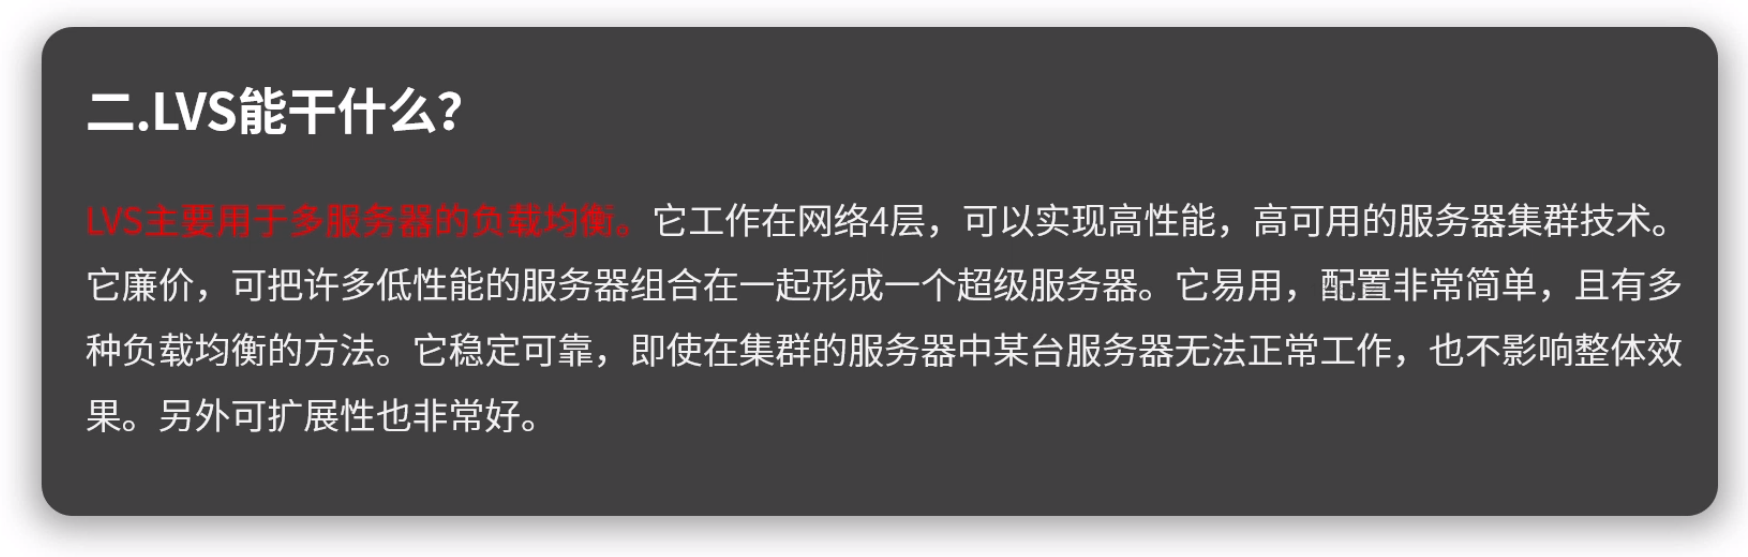 二.LVS能干什么？
LVS主要用于多服务器的负载均衡。它工作在网络4层，可以实现高性能，高可用的服务器集群技术。
它廉价，可把许多低性能的服务器组合在一起形成一个超级服务器。它易用，配置非常简单，且有多
种负载均衡的方法。它稳定可靠，即使在集群的服务器中某台服务器无法正常工作，也不影响整体效
果。另外可扩展性也非常好。